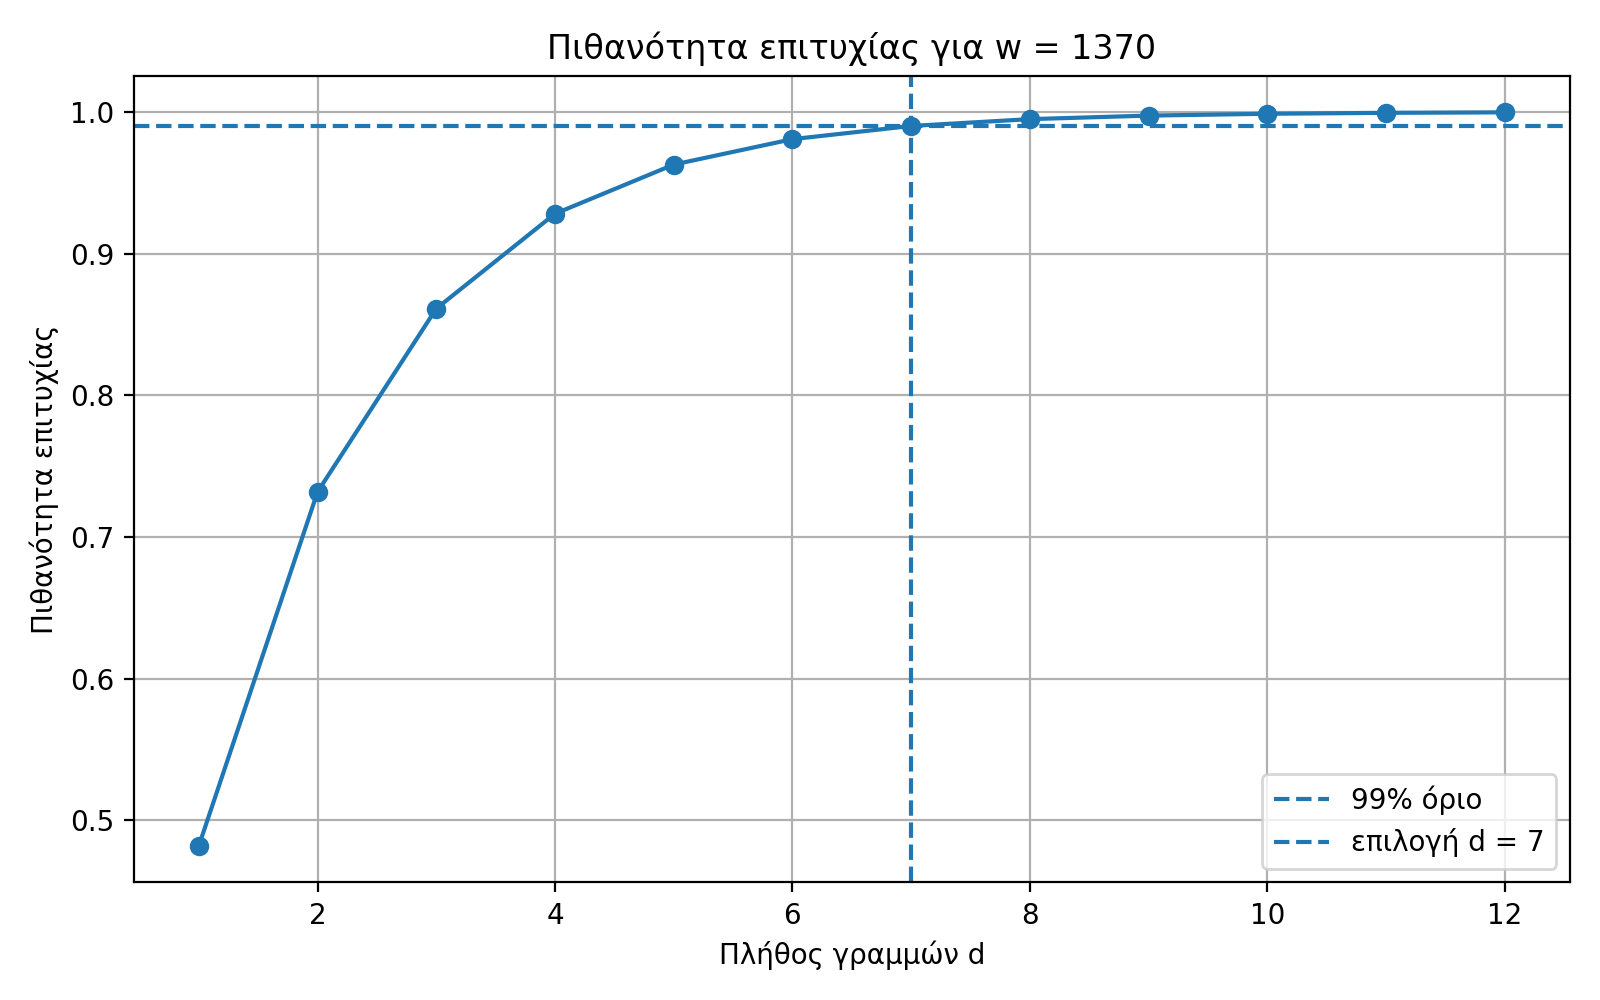 Πιθανότητα επιτυχίας για w = 1370
Πιθανότητα επιτυχίας
1.0
0.9
0.8
0.7
0.6
0.5
2 4 6 8 10 12
Πλήθος γραμμών d
99% όριο
επιλογή d = 7